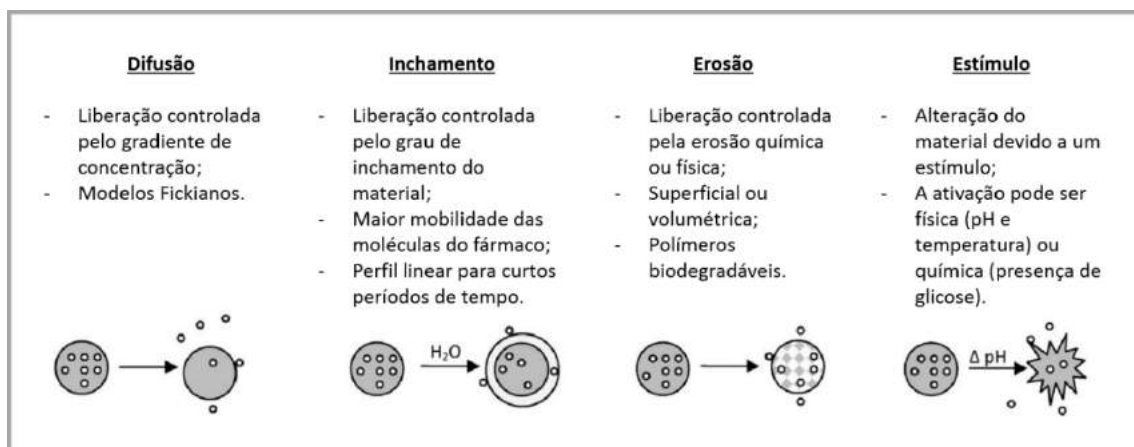 Difusão
- Liberação controlada
pelo gradiente de
concentração;
- Modelos Fickianos.
Inchamento
- Liberação controlada
pelo grau de
inchamento do
material;
- Maior mobilidade das
moléculas do fármaco;
- Perfil linear para curtos
períodos de tempo.
Erosão
- Liberação controlada
pela erosão química
ou física;
- Superficial ou
volumétrica;
- Polímeros
biodegradáveis.
Estímulo
- Alteração do
material devido a um
estímulo;
- A ativação pode ser
física (pH e
temperatura) ou
química (presença de
glicose).
H₂O
Δ pH